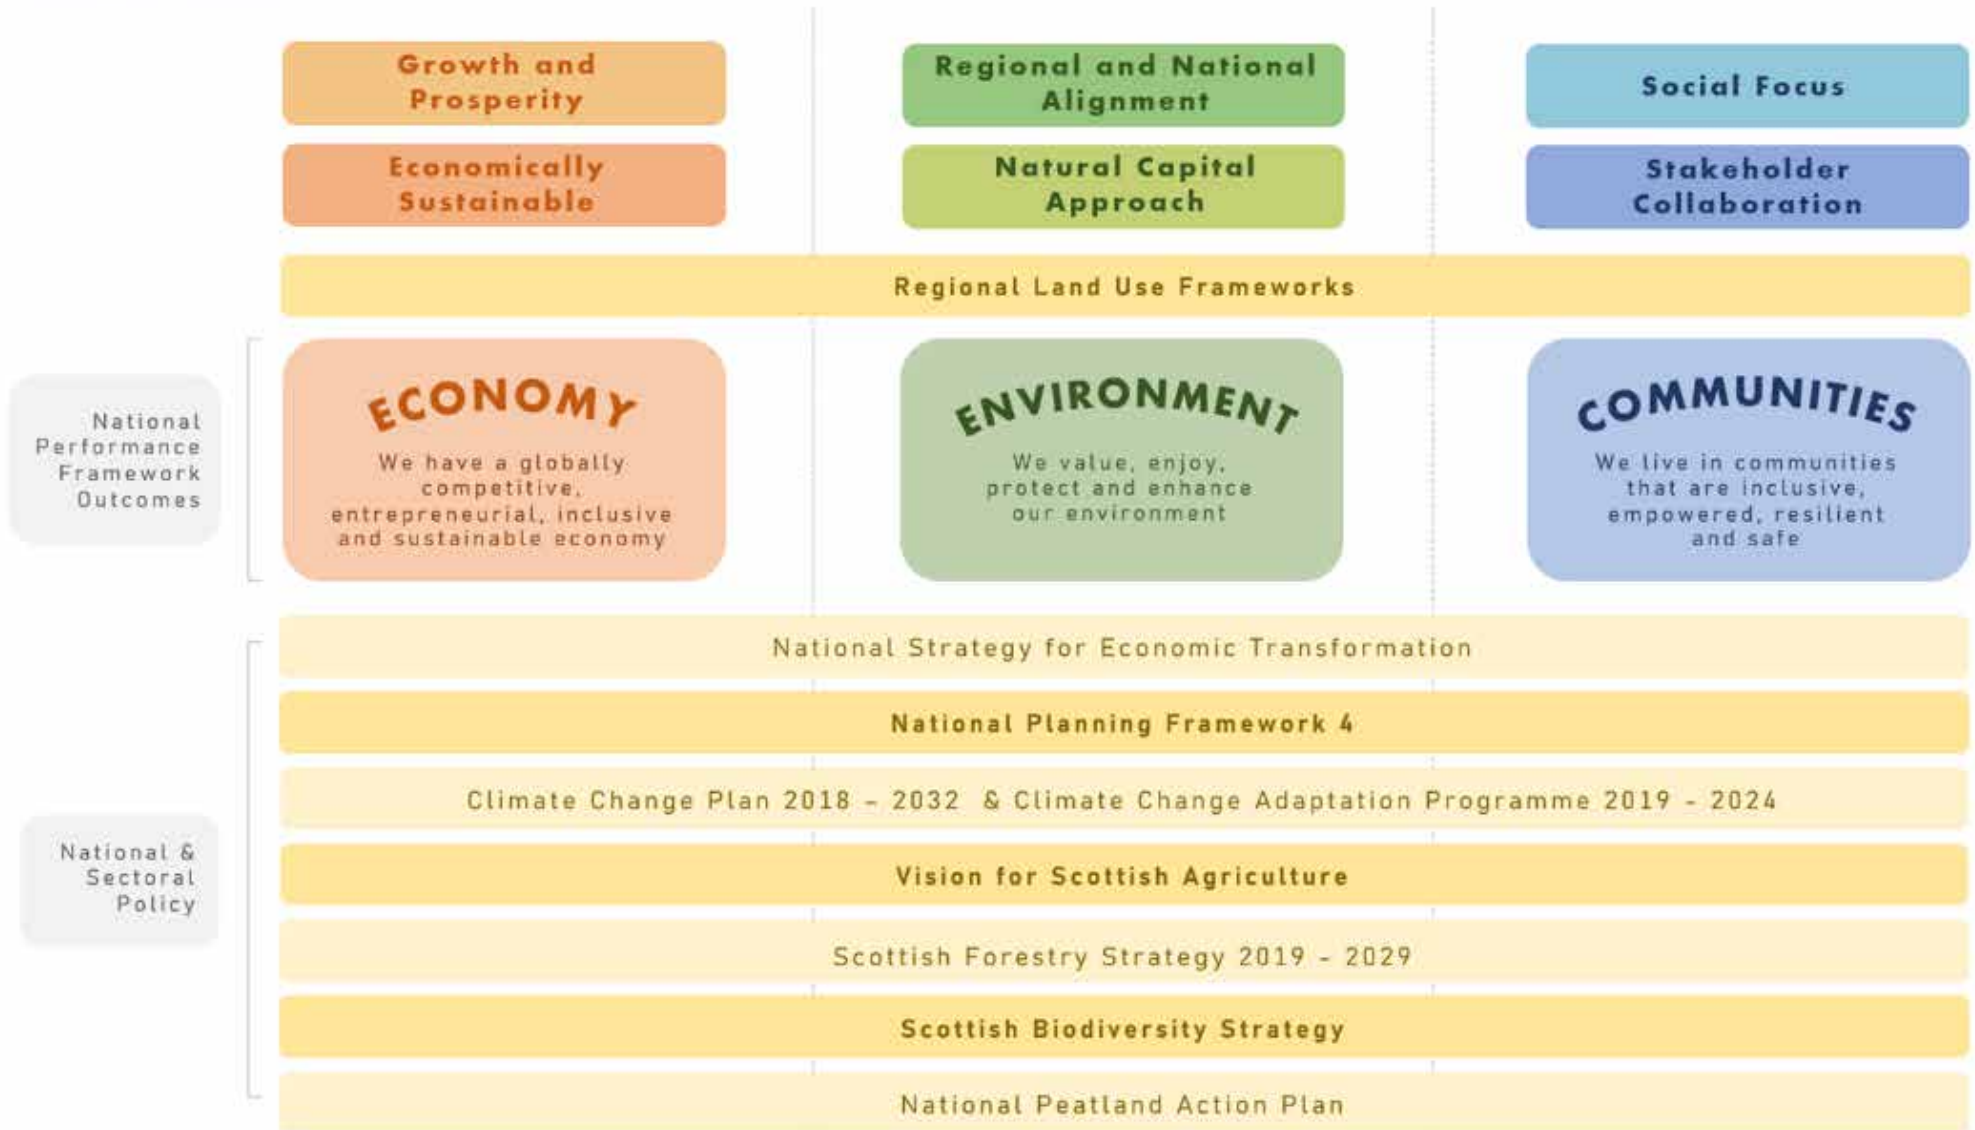 Growth and
Prosperity
Regional and National
Alignment
Social Focus
Economically
Sustainable
Natural Capital
Approach
Stakeholder
Collaboration
Regional Land Use Frameworks
National
Performance
Framework
Outcomes
ECONOMY
We have a globally
competitive,
entrepreneurial, inclusive
and sustainable economy
ENVIRONMENT
We value, enjoy,
protect and enhance
our environment
COMMUNITIES
We live in communities
that are inclusive,
empowered, resilient
and safe
National &
Sectoral
Policy
National Strategy for Economic Transformation
National Planning Framework 4
Climate Change Plan 2018 – 2032 & Climate Change Adaptation Programme 2019 - 2024
Vision for Scottish Agriculture
Scottish Forestry Strategy 2019 - 2029
Scottish Biodiversity Strategy
National Peatland Action Plan